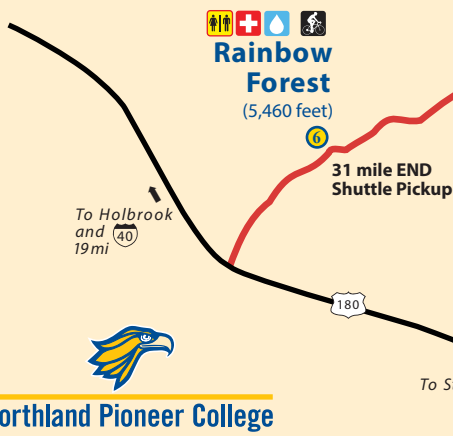 Rainbow
Forest
(5,460 feet)
6
31 mile END
Shuttle Pickup
To Holbrook
and 40
19mi
180
To S
orthland Pioneer College